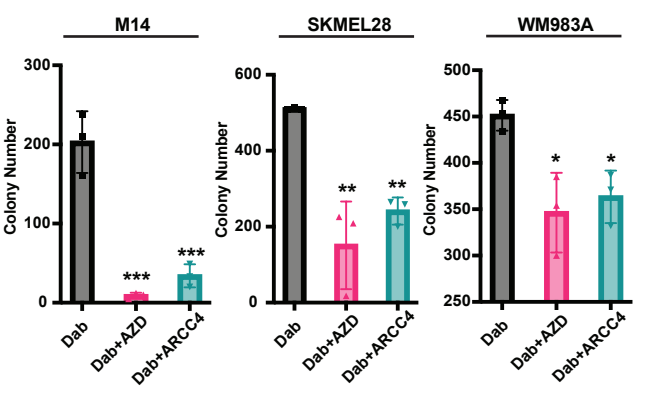 M14
Colony Number
300
200
100
0
***
***
Dab
Dab+AZD
Dab+ARCC4
SKMEL28
Colony Number
600
400
200
0
**
**
Dab
Dab+AZD
Dab+ARCC4
WM983A
Colony Number
500
450
400
350
300
250
*
*
Dab
Dab+AZD
Dab+ARCC4